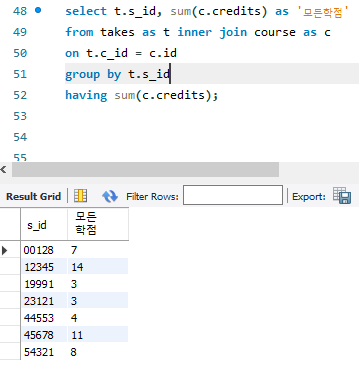 48 select t.s_id, sum(c.credits) as '모든학점'
49 from takes as t inner join course as c
50 on t.c_id = c.id
51 group by t.s_id
52 having sum(c.credits);
53
54
55
Result Grid Filter Rows: Export:
s_id 모든
학점
00128 7
12345 14
19991 3
23121 3
44553 4
45678 11
54321 8